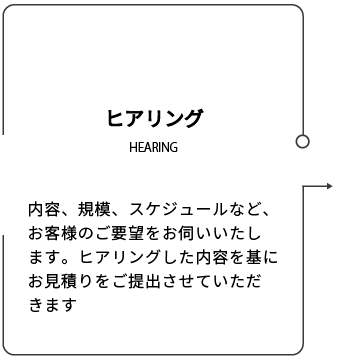 ヒアリング
HEARING
内容、規模、スケジュールなど、
お客様のご要望をお伺いいたし
ます。ヒアリングした内容を基に
お見積りをご提出させていただ
きます